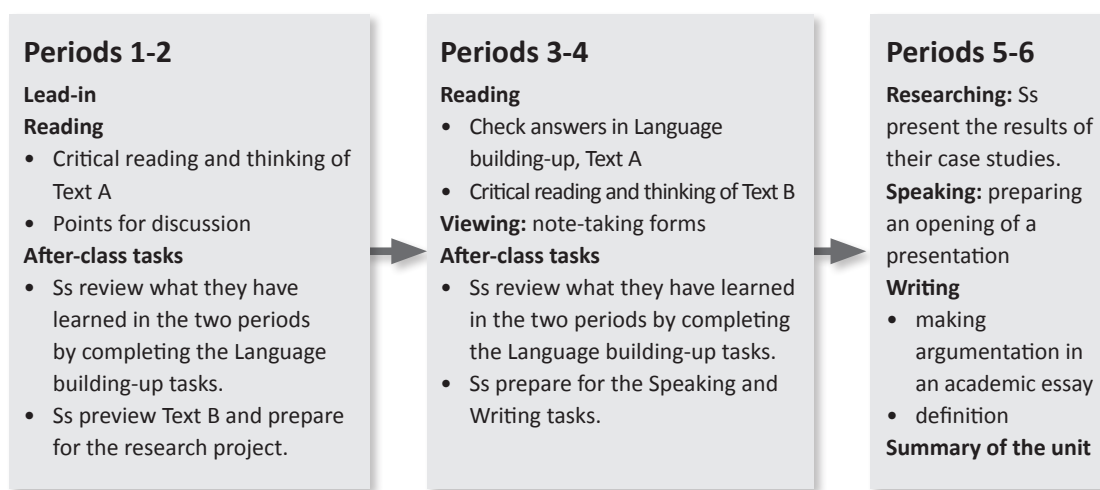 Periods 1-2
Lead-in
Reading
• Critical reading and thinking of
Text A
• Points for discussion
After-class tasks
• Ss review what they have
learned in the two periods
by completing the Language
building-up tasks.
• Ss preview Text B and prepare
for the research project.
Periods 3-4
Reading
• Check answers in Language
building-up, Text A
• Critical reading and thinking of Text B
Viewing: note-taking forms
After-class tasks
• Ss review what they have learned
in the two periods by completing
the Language building-up tasks.
• Ss prepare for the Speaking and
Writing tasks.
Periods 5-6
Researching: Ss
present the results of
their case studies.
Speaking: preparing
an opening of a
presentation
Writing
• making
argumentation in
an academic essay
• definition
Summary of the unit